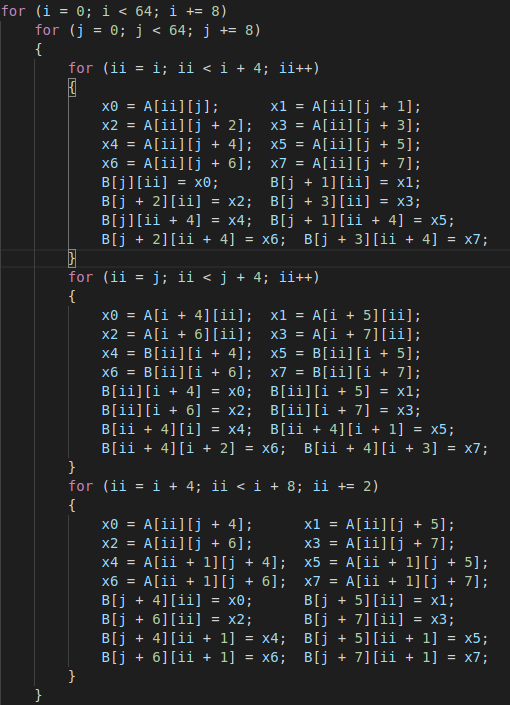 for (i = 0; i < 64; i += 8)
    for (j = 0; j < 64; j += 8)
    {
        for (ii = i; ii < i + 4; ii++)
        {
            x0 = A[ii][j];      x1 = A[ii][j + 1];
            x2 = A[ii][j + 2];  x3 = A[ii][j + 3];
            x4 = A[ii][j + 4];  x5 = A[ii][j + 5];
            x6 = A[ii][j + 6];  x7 = A[ii][j + 7];
            B[j][ii] = x0;      B[j + 1][ii] = x1;
            B[j + 2][ii] = x2;  B[j + 3][ii] = x3;
            B[j][ii + 4] = x4;  B[j + 1][ii + 4] = x5;
            B[j + 2][ii + 4] = x6;  B[j + 3][ii + 4] = x7;
        }
        for (ii = j; ii < j + 4; ii++)
        {
            x0 = A[i + 4][ii];  x1 = A[i + 5][ii];
            x2 = A[i + 6][ii];  x3 = A[i + 7][ii];
            x4 = B[ii][i + 4];  x5 = B[ii][i + 5];
            x6 = B[ii][i + 6];  x7 = B[ii][i + 7];
            B[ii][i + 4] = x0;  B[ii][i + 5] = x1;
            B[ii][i + 6] = x2;  B[ii][i + 7] = x3;
            B[ii + 4][i] = x4;  B[ii + 4][i + 1] = x5;
            B[ii + 4][i + 2] = x6;  B[ii + 4][i + 3] = x7;
        }
        for (ii = i + 4; ii < i + 8; ii += 2)
        {
            x0 = A[ii][j + 4];      x1 = A[ii][j + 5];
            x2 = A[ii][j + 6];      x3 = A[ii][j + 7];
            x4 = A[ii + 1][j + 4];  x5 = A[ii + 1][j + 5];
            x6 = A[ii + 1][j + 6];  x7 = A[ii + 1][j + 7];
            B[j + 4][ii] = x0;      B[j + 5][ii] = x1;
            B[j + 6][ii] = x2;      B[j + 7][ii] = x3;
            B[j + 4][ii + 1] = x4;  B[j + 5][ii + 1] = x5;
            B[j + 6][ii + 1] = x6;  B[j + 7][ii + 1] = x7;
        }
    }